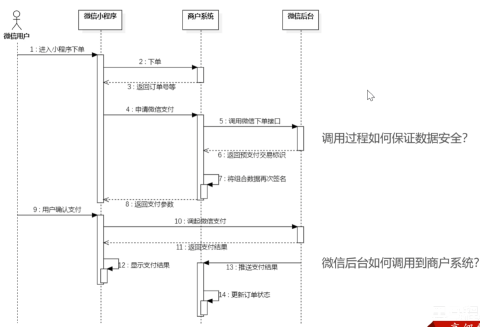 微信小程序
商户系统
微信后台
微信用户
1：进入小程序下单
2：下单
3：返回订单号等
4：申请微信支付
5：调用微信下单接口
调用过程如何保证数据安全？
6：返回预支付交易标识
7：将组合数据再次签名
8：返回支付参数
9：用户确认支付
10：调起微信支付
11：返回支付结果
12：显示支付结果
13：推送支付结果
微信后台如何调用到商户系统？
14：更新订单状态